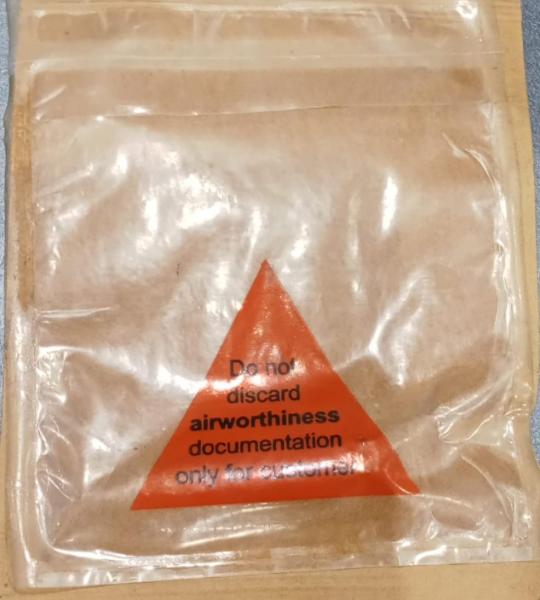 Do not
discard
airworthiness
documentation
only for customer